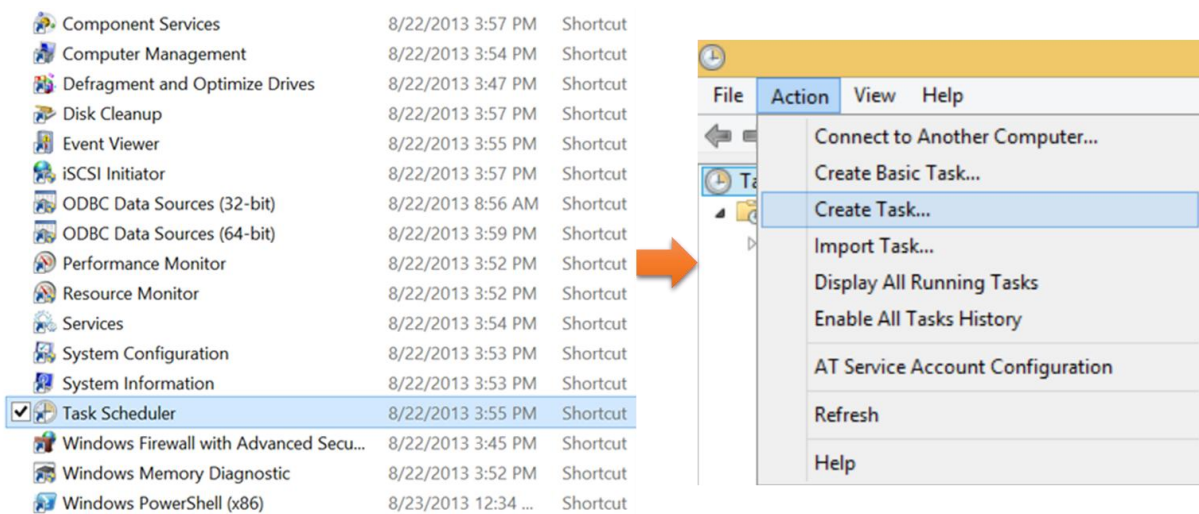 Component Services 8/22/2013 3:57 PM Shortcut
Computer Management 8/22/2013 3:54 PM Shortcut
Defragment and Optimize Drives 8/22/2013 3:47 PM Shortcut
Disk Cleanup 8/22/2013 3:57 PM Shortcut
Event Viewer 8/22/2013 3:55 PM Shortcut
iSCSI Initiator 8/22/2013 3:57 PM Shortcut
ODBC Data Sources (32-bit) 8/22/2013 8:56 AM Shortcut
ODBC Data Sources (64-bit) 8/22/2013 3:59 PM Shortcut
Performance Monitor 8/22/2013 3:52 PM Shortcut
Resource Monitor 8/22/2013 3:52 PM Shortcut
Services 8/22/2013 3:54 PM Shortcut
System Configuration 8/22/2013 3:53 PM Shortcut
System Information 8/22/2013 3:53 PM Shortcut
Task Scheduler 8/22/2013 3:55 PM Shortcut
Windows Firewall with Advanced Secu... 8/22/2013 3:45 PM Shortcut
Windows Memory Diagnostic 8/22/2013 3:52 PM Shortcut
Windows PowerShell (x86) 8/23/2013 12:34 ... Shortcut
File Action View Help
Connect to Another Computer...
Create Basic Task...
Ta
Create Task...
Import Task...
Display All Running Tasks
Enable All Tasks History
AT Service Account Configuration
Refresh
Help